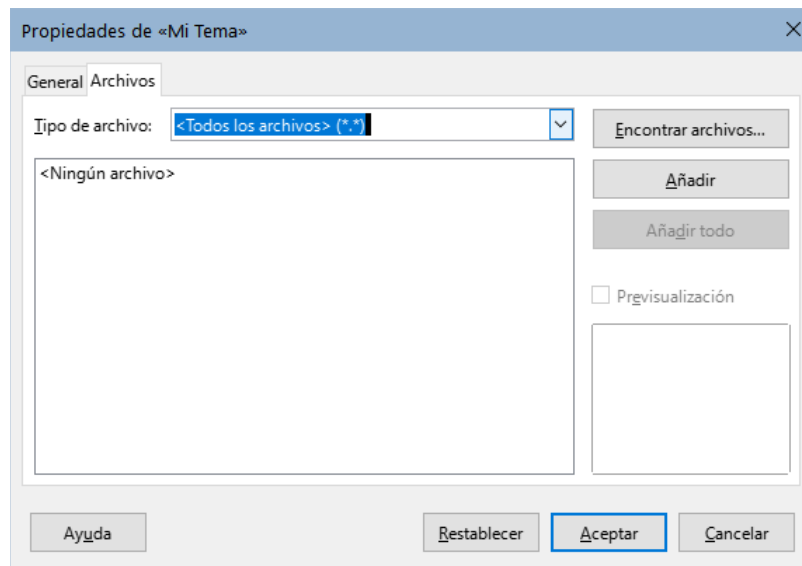 Propiedades de «Mi Tema»
General Archivos
Tipo de archivo: <Todos los archivos> (*.*)
Encontrar archivos...
<Ningún archivo>
Añadir
Añadir todo
Previsualización
Ayuda Restablecer Aceptar Cancelar